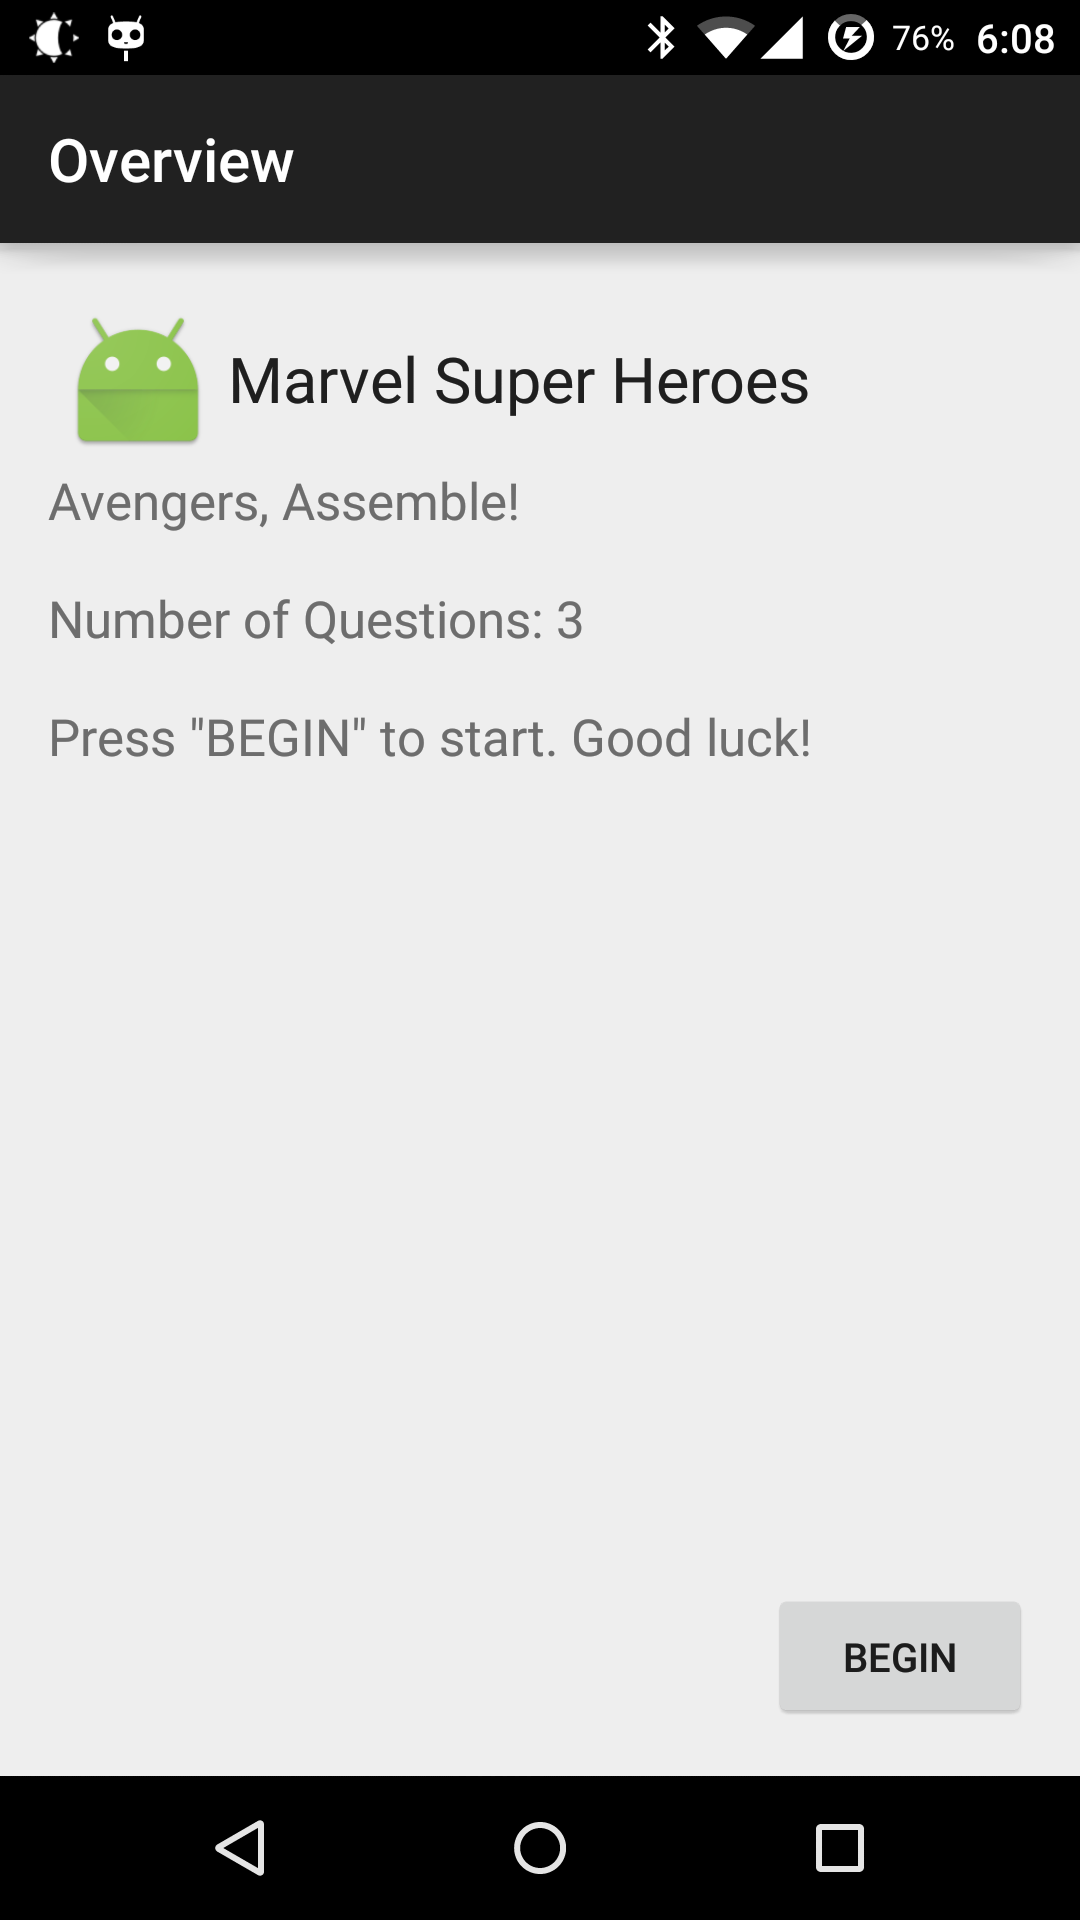 76% 6:08
Overview
Marvel Super Heroes
Avengers, Assemble!
Number of Questions: 3
Press "BEGIN" to start. Good luck!
BEGIN